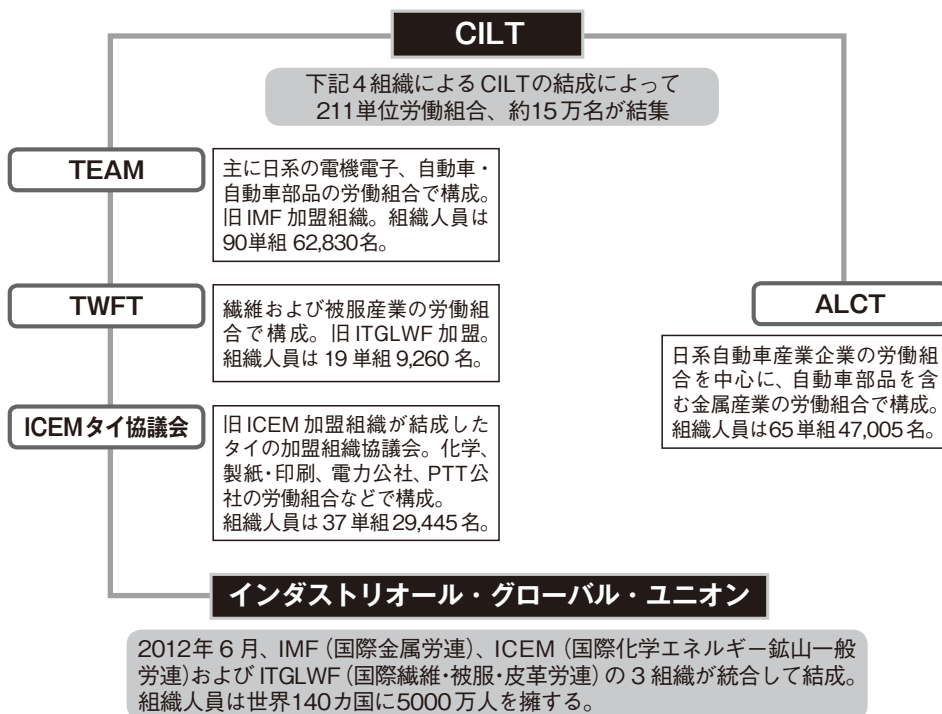 CILT
下記4組織によるCILTの結成によって
211単位労働組合、約15万名が結集
TEAM
主に日系の電機電子、自動車・
自動車部品の労働組合で構成。
旧IMF加盟組織。組織人員は
90単組 62,830名。
TWFT
繊維および被服産業の労働組
合で構成。旧ITGLWF加盟。
組織人員は 19 単組 9,260 名。
ALCT
日系自動車産業企業の労働組
合を中心に、自動車部品を含
む金属産業の労働組合で構成。
組織人員は65単組47,005名。
ICEMタイ協議会
旧ICEM加盟組織が結成した
タイの加盟組織協議会。化学、
製紙・印刷、電力公社、PTT公
社の労働組合などで構成。
組織人員は 37 単組 29,445名。
インダストリオール・グローバル・ユニオン
2012年6月、IMF（国際金属労連）、ICEM（国際化学エネルギー鉱山一般
労連）および ITGLWF（国際繊維・被服・皮革労連）の3組織が統合して結成。
組織人員は世界140カ国に5000万人を擁する。